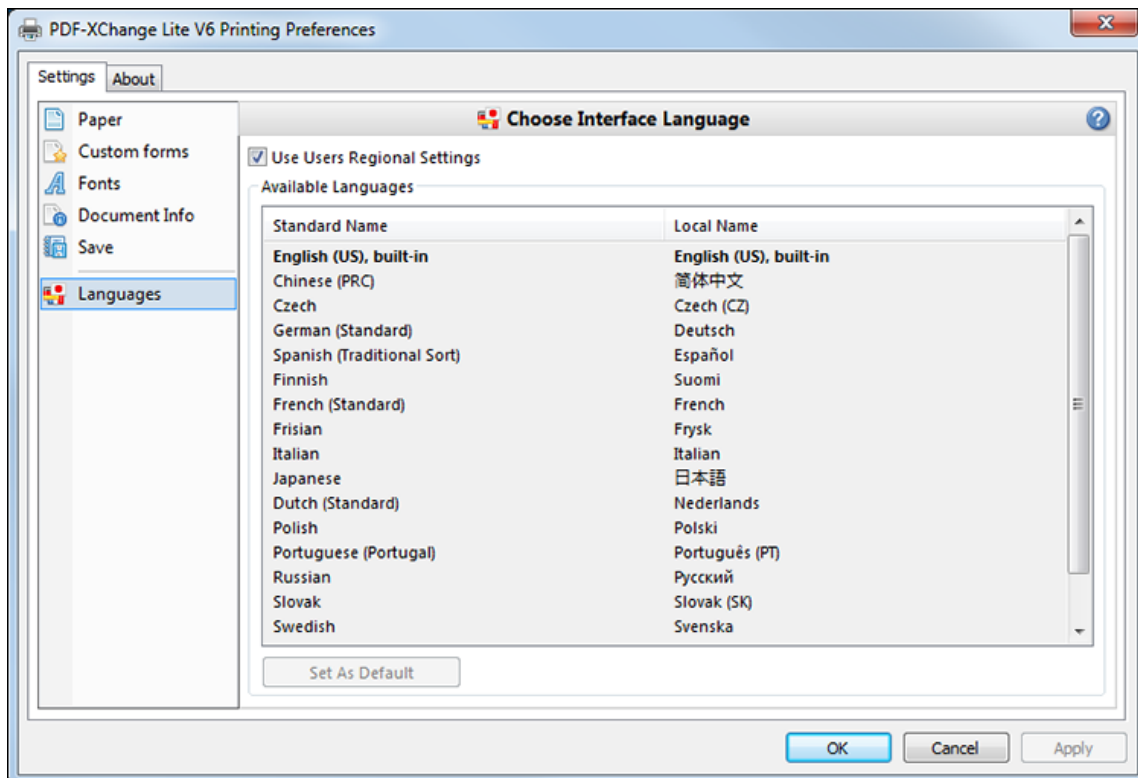 PDF-XChange Lite V6 Printing Preferences
Settings About
Paper
Custom forms
Fonts
Document Info
Save
Languages
Choose Interface Language
Use Users Regional Settings
Available Languages
Standard Name Local Name
English (US), built-in English (US), built-in
Chinese (PRC) 简体中文
Czech Czech (CZ)
German (Standard) Deutsch
Spanish (Traditional Sort) Español
Finnish Suomi
French (Standard) French
Frisian Frysk
Italian Italian
Japanese 日本語
Dutch (Standard) Nederlands
Polish Polski
Portuguese (Portugal) Português (PT)
Russian Русский
Slovak Slovak (SK)
Swedish Svenska
Set As Default
OK Cancel Apply